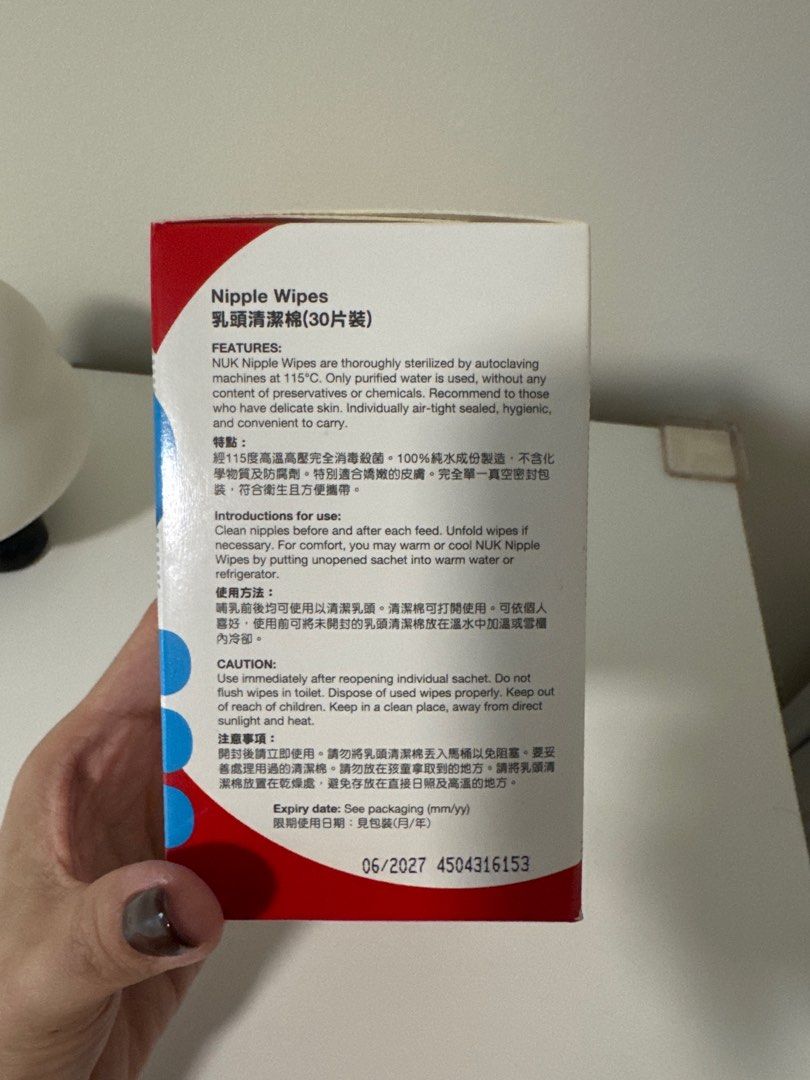 Nipple Wipes
乳頭清潔棉(30片裝)
FEATURES:
NUK Nipple Wipes are thoroughly sterilized by autoclaving
machines at 115°C. Only purified water is used, without any
content of preservatives or chemicals. Recommend to those
who have delicate skin. Individually air-tight sealed, hygienic,
and convenient to carry.
特點：
經115度高溫高壓完全消毒殺菌。100%純水成份製造，不含化
學物質及防腐劑。特別適合嬌嫩的皮膚。完全單一真空密封包
裝，符合衛生且方便攜帶。
Introductions for use:
Clean nipples before and after each feed. Unfold wipes if
necessary. For comfort, you may warm or cool NUK Nipple
Wipes by putting unopened sachet into warm water or
refrigerator.
使用方法：
哺乳前後均可使用以清潔乳頭。清潔棉可打開使用。可依個人
喜好，使用前可將未開封的乳頭清潔棉放在溫水中加溫或雪櫃
內冷卻。
CAUTION:
Use immediately after reopening individual sachet. Do not
flush wipes in toilet. Dispose of used wipes properly. Keep out
of reach of children. Keep in a clean place, away from direct
sunlight and heat.
注意事項：
開封後請立即使用。請勿將乳頭清潔棉丟入馬桶以免阻塞。要妥
善處理用過的清潔棉。請勿放在孩童拿取到的地方。請將乳頭清
潔棉放置在乾燥處，避免存放在直接日照及高溫的地方。
Expiry date: See packaging (mm/yy)
限期使用日期：見包裝(月/年)
06/2027 4504316153